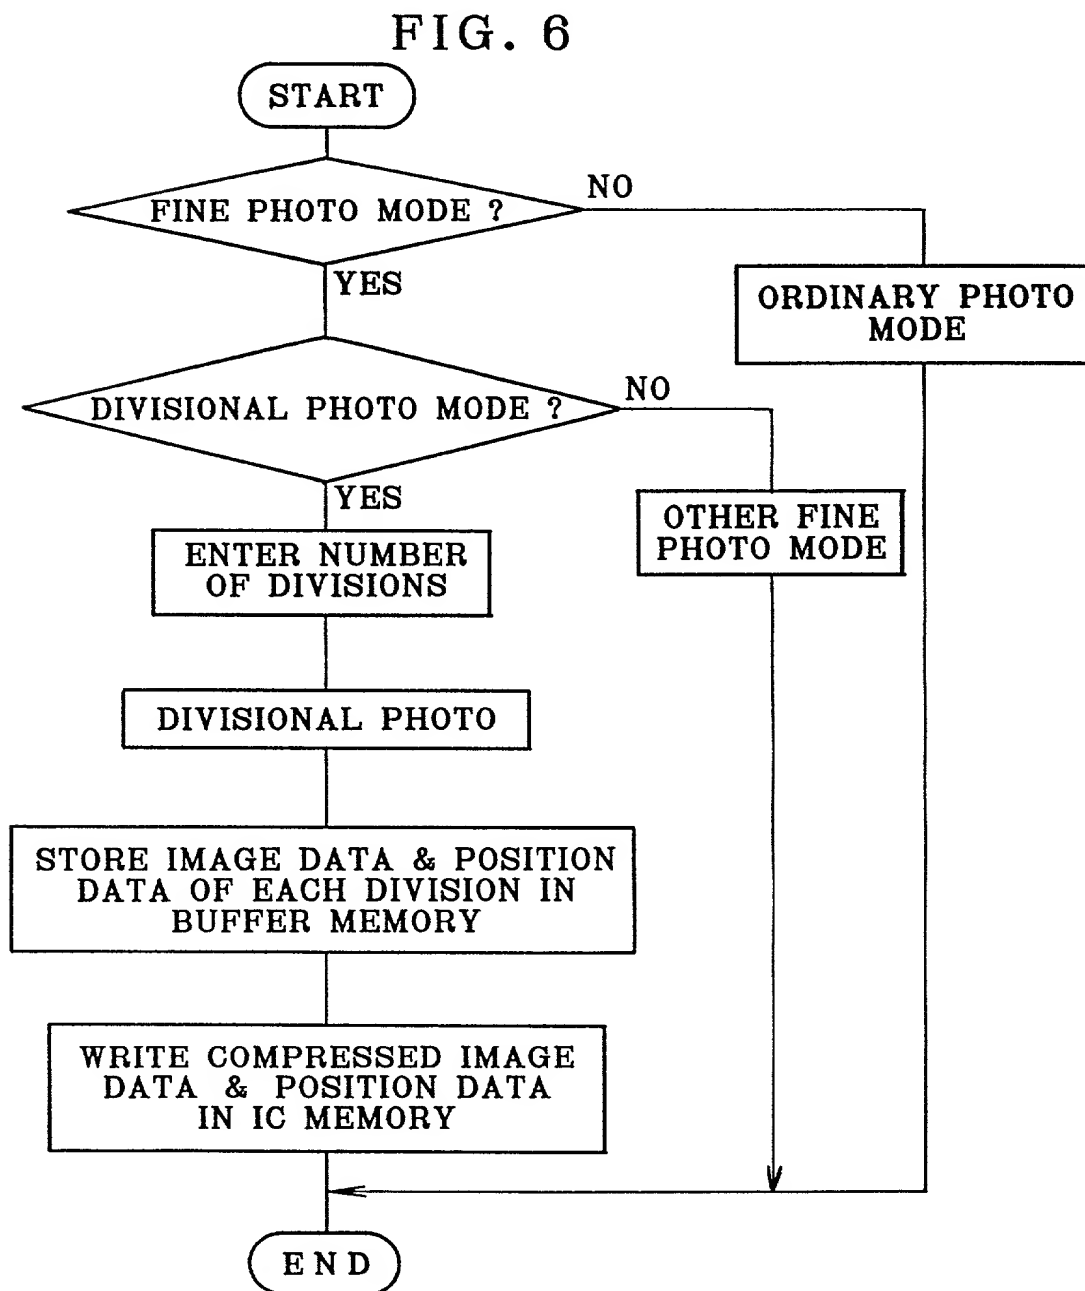 FIG. 6
START
FINE PHOTO MODE ?
NO
YES
ORDINARY PHOTO
MODE
DIVISIONAL PHOTO MODE ?
NO
YES
OTHER FINE
PHOTO MODE
ENTER NUMBER
OF DIVISIONS
DIVISIONAL PHOTO
STORE IMAGE DATA & POSITION
DATA OF EACH DIVISION IN
BUFFER MEMORY
WRITE COMPRESSED IMAGE
DATA & POSITION DATA
IN IC MEMORY
END